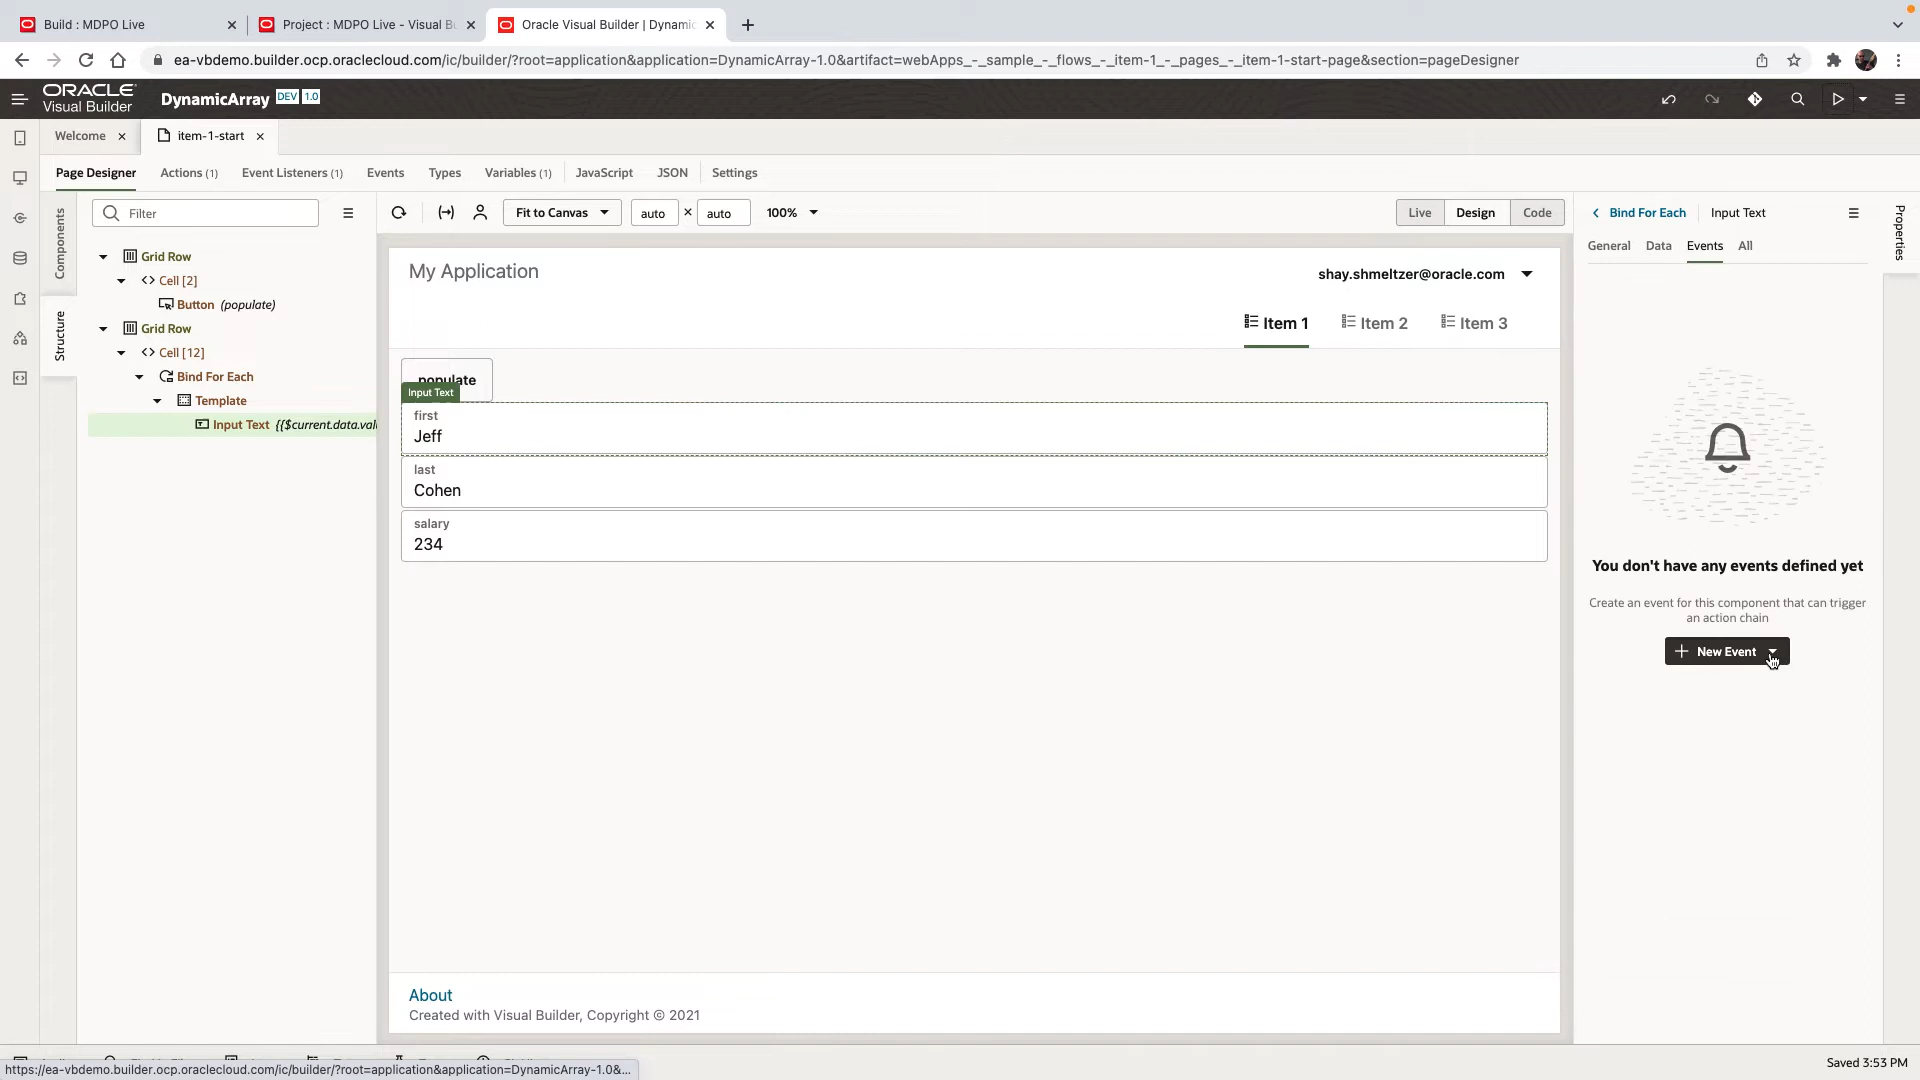 Build : MDPO Live
Project : MDPO Live - Visual Bu
Oracle Visual Builder | Dynamic
ea-vbdemo.builder.ocp.oraclecloud.com/ic/builder/?root=application&application=DynamicArray-1.0&artifact=webApps_-_sample_-_flows_-_item-1_-_pages_-_item-1-start-page&section=pageDesigner
ORACLE
Visual Builder
DynamicArray DEV 1.0
Welcome
item-1-start
Page Designer
Actions (1)
Event Listeners (1)
Events
Types
Variables (1)
JavaScript
JSON
Settings
Components
Structure
Filter
Grid Row
Cell [2]
Button (populate)
Grid Row
Cell [12]
Bind For Each
Template
Input Text {{$current.data.val
Fit to Canvas
auto × auto
100%
Live
Design
Code
My Application
shay.shmeltzer@oracle.com
Item 1
Item 2
Item 3
populate
Input Text
first
Jeff
last
Cohen
salary
234
About
Created with Visual Builder, Copyright © 2021
Bind For Each
Input Text
General
Data
Events
All
You don't have any events defined yet
Create an event for this component that can trigger
an action chain
+ New Event
Properties
https://ea-vbdemo.builder.ocp.oraclecloud.com/ic/builder/?root=application&application=DynamicArray-1.0&...
Saved 3:53 PM